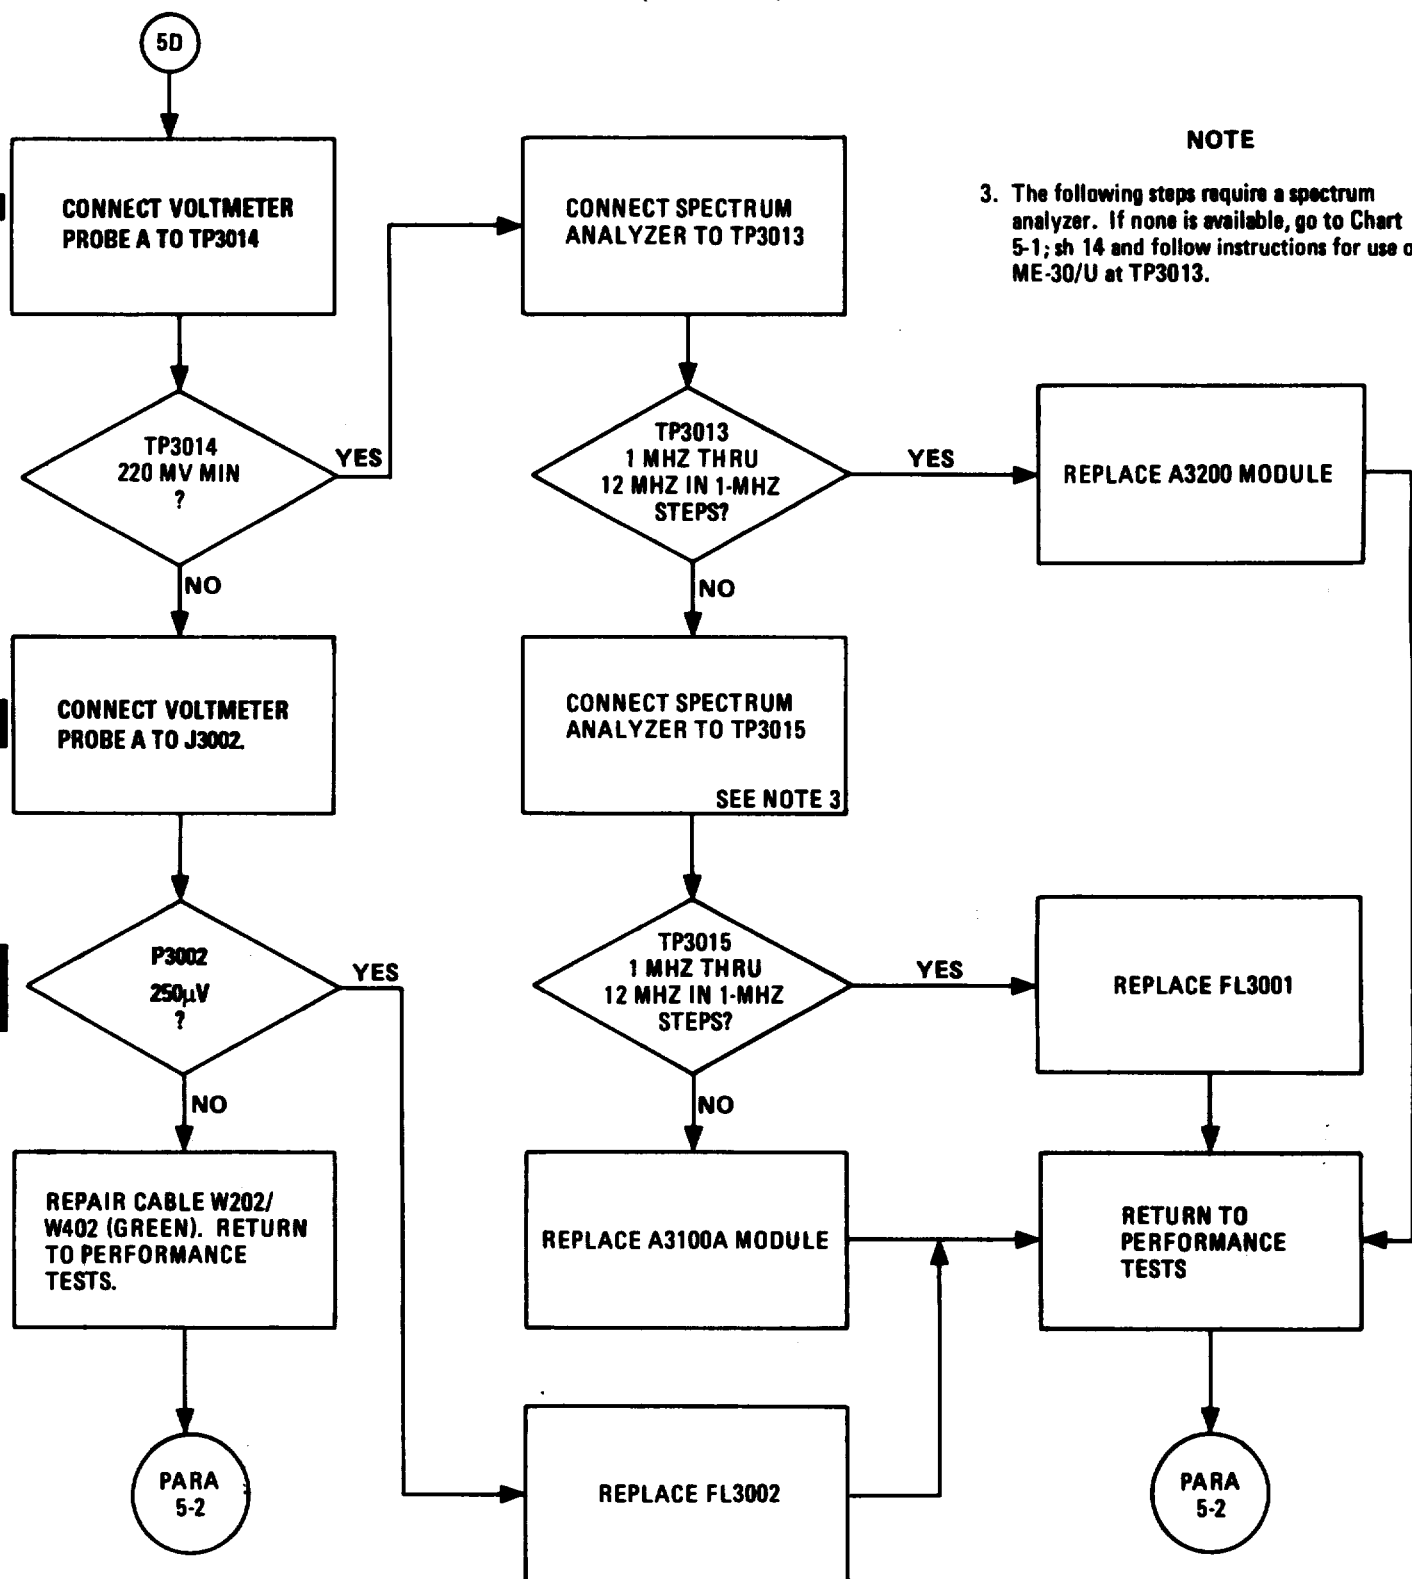 5D
CONNECT VOLTMETER
PROBE A TO TP3014
TP3014
220 MV MIN
?
YES
NO
CONNECT VOLTMETER
PROBE A TO J3002.
P3002
250μV
?
YES
NO
REPAIR CABLE W202/
W402 (GREEN). RETURN
TO PERFORMANCE
TESTS.
PARA
5-2
CONNECT SPECTRUM
ANALYZER TO TP3013
TP3013
1 MHZ THRU
12 MHZ IN 1-MHZ
STEPS?
YES
NO
CONNECT SPECTRUM
ANALYZER TO TP3015
SEE NOTE 3
TP3015
1 MHZ THRU
12 MHZ IN 1-MHZ
STEPS?
YES
NO
REPLACE A3100A MODULE
REPLACE FL3002
NOTE
3. The following steps require a spectrum
analyzer. If none is available, go to Chart
5-1; sh 14 and follow instructions for use
ME-30/U at TP3013.
REPLACE A3200 MODULE
REPLACE FL3001
RETURN TO
PERFORMANCE
TESTS
PARA
5-2